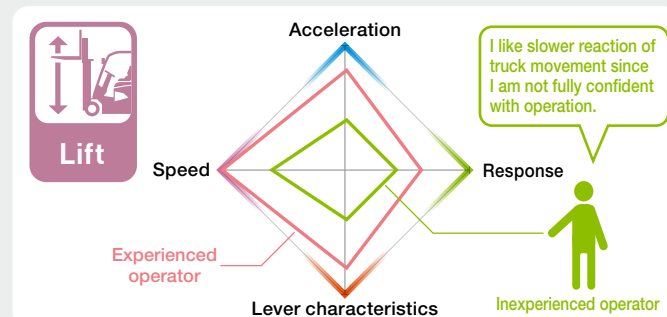 Acceleration
I like slower reaction of
truck movement since
I am not fully confident
with operation.
Lift
Speed
Response
Experienced
operator
Lever characteristics
Inexperienced operator